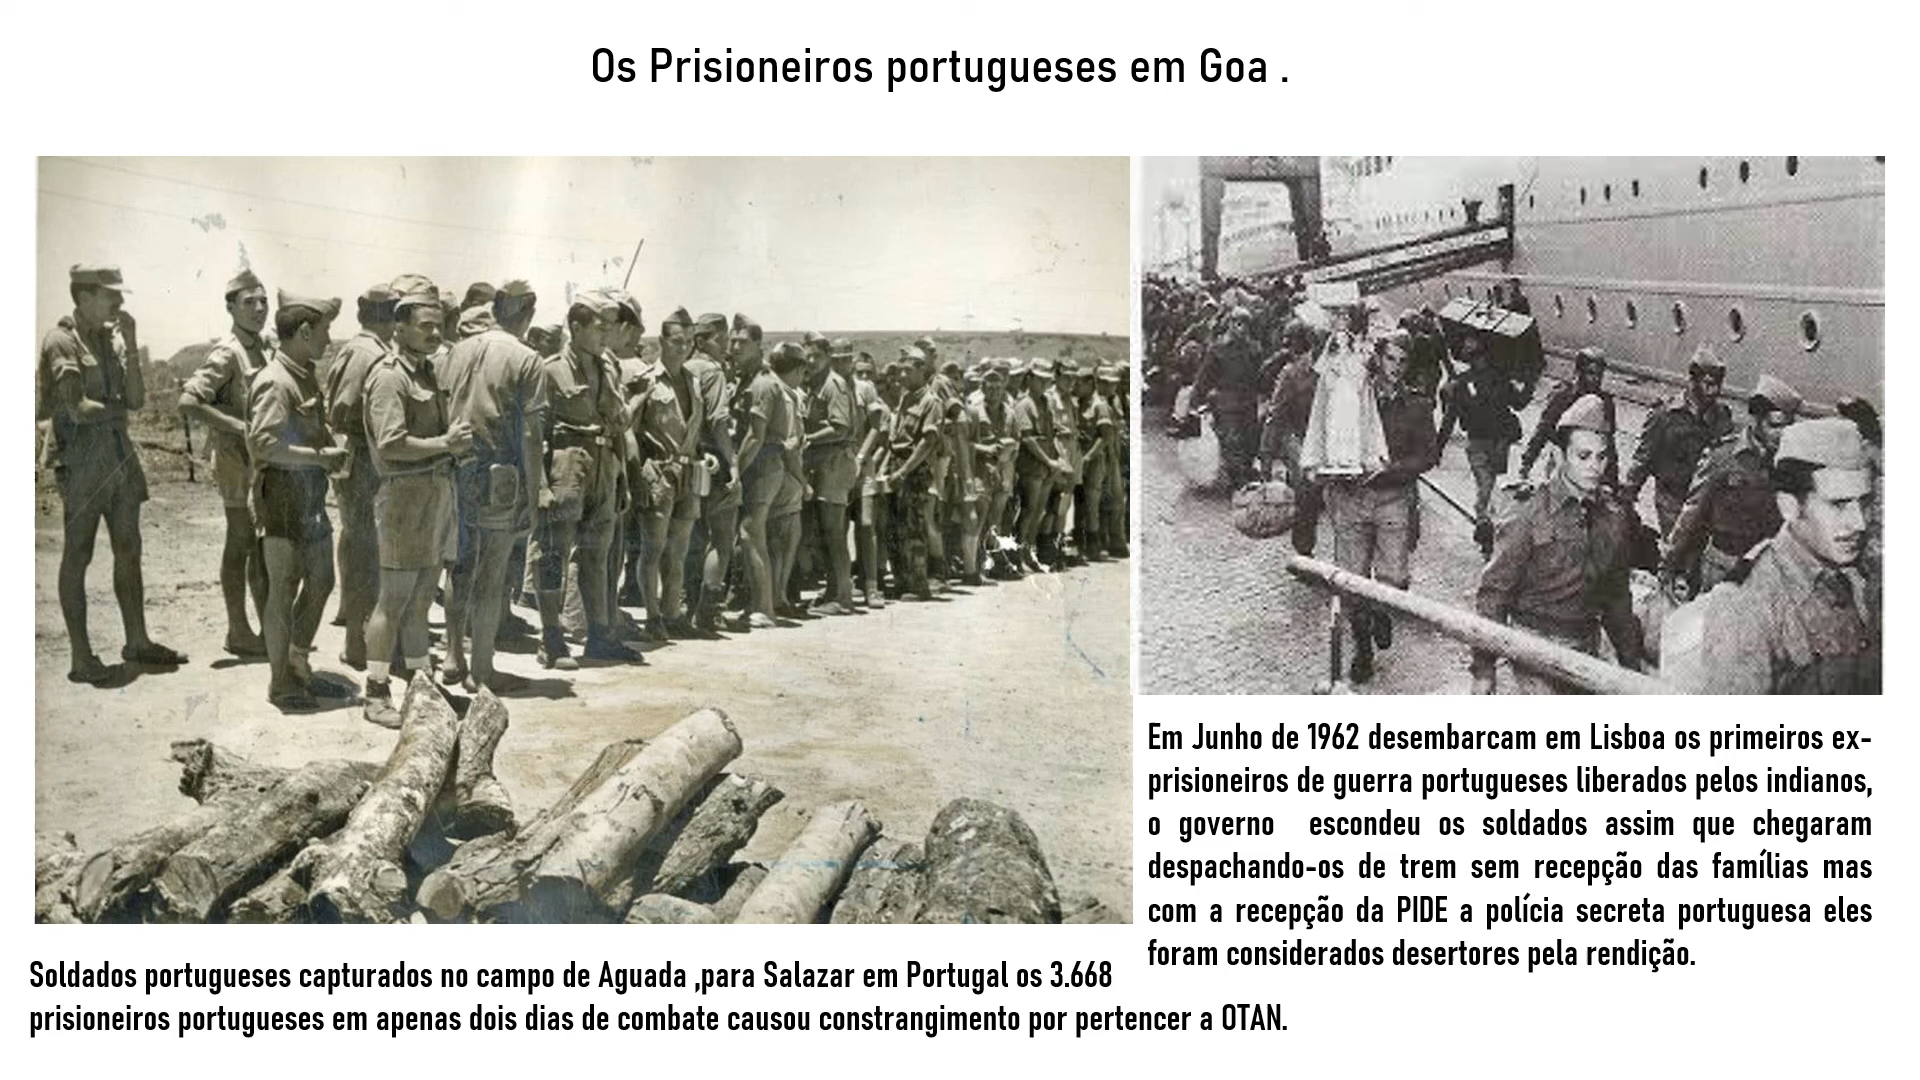 Os Prisioneiros portugueses em Goa .
Em Junho de 1962 desembarcam em Lisboa os primeiros ex-
prisioneiros de guerra portugueses liberados pelos indianos,
o governo escondeu os soldados assim que chegaram
despachando-os de trem sem recepção das famílias mas
com a recepção da PIDE a polícia secreta portuguesa eles
foram considerados desertores pela rendição.
Soldados portugueses capturados no campo de Aguada ,para Salazar em Portugal os 3.668
prisioneiros portugueses em apenas dois dias de combate causou constrangimento por pertencer a OTAN.